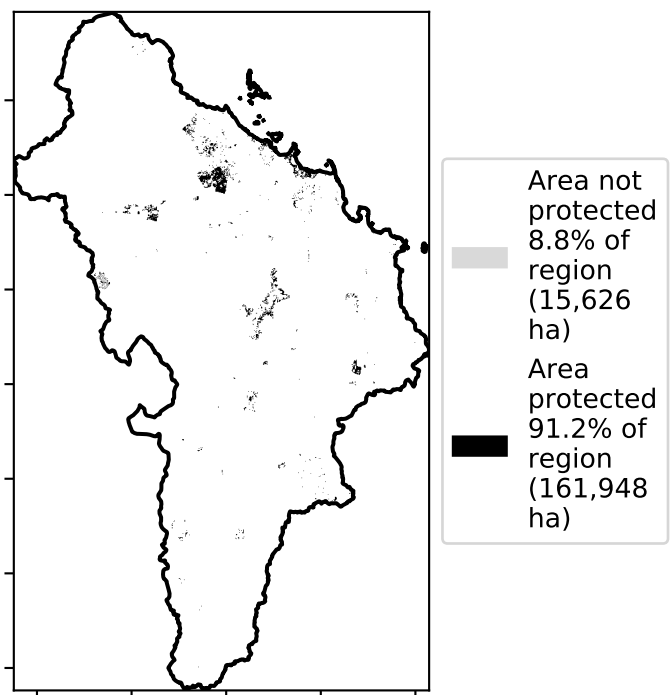 Area not
protected
8.8% of
region
(15,626
ha)
Area
protected
91.2% of
region
(161,948
ha)